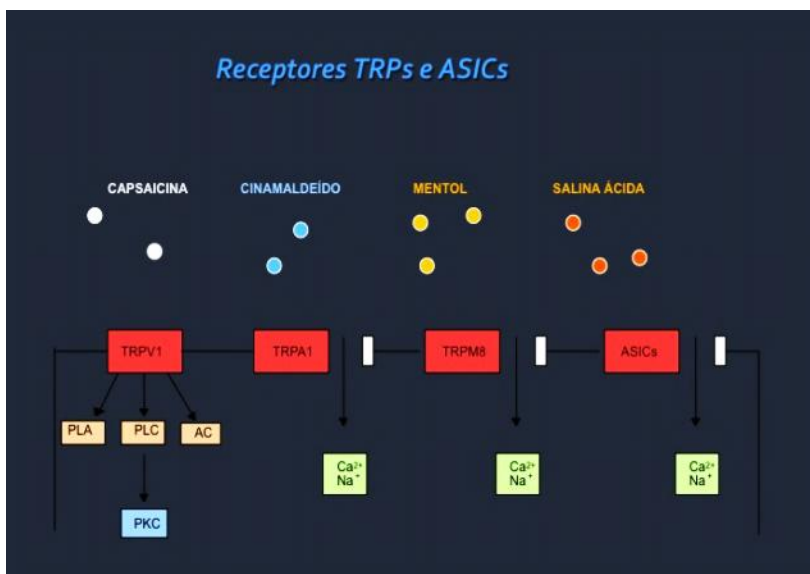 Receptores TRPs e ASICs
CAPSAICINA
CINAMALDEÍDO
MENTOL
SALINA ÁCIDA
TRPV1
TRPA1
TRPM8
ASICs
PLA
PLC
AC
Ca²⁺
Na⁺
Ca²⁺
Na⁺
Ca²⁺
Na⁺
PKC